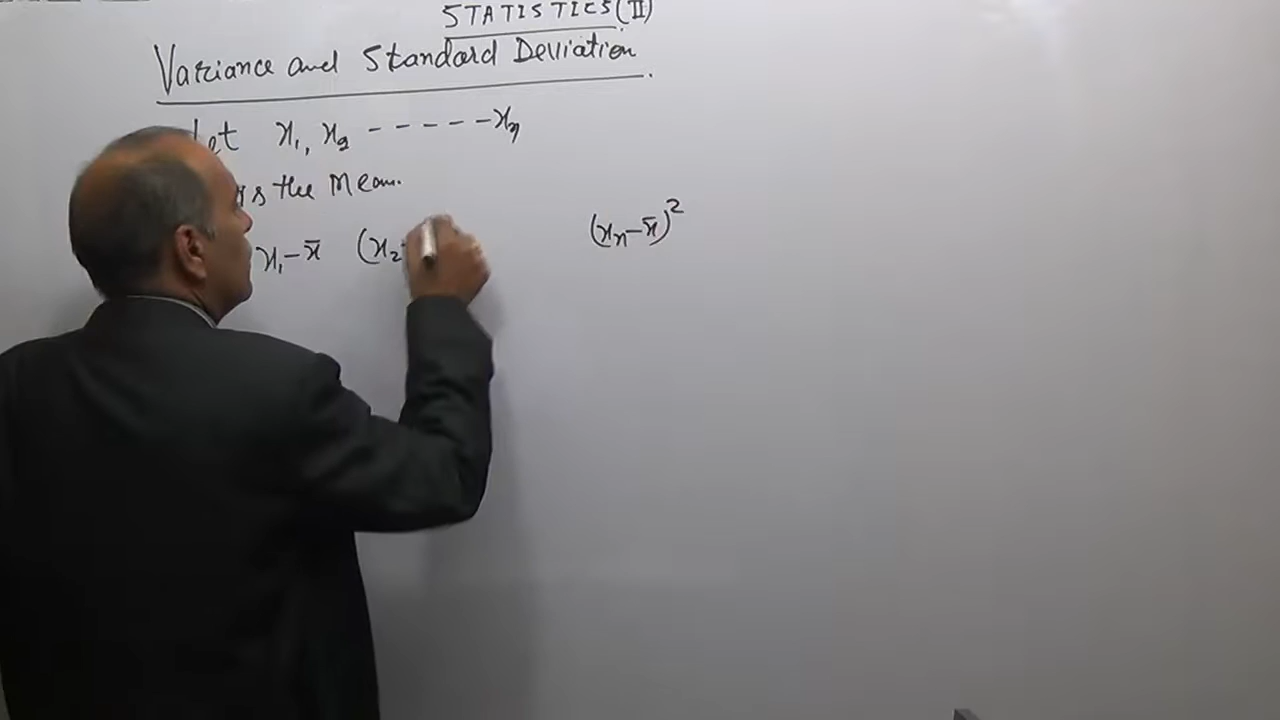 STATISTICS (II)
Variance and Standard Deviation
Let x₁, x₂ ------xₙ
is the Mean.
x₁-x̄ (x₂- (xₙ-x̄)²